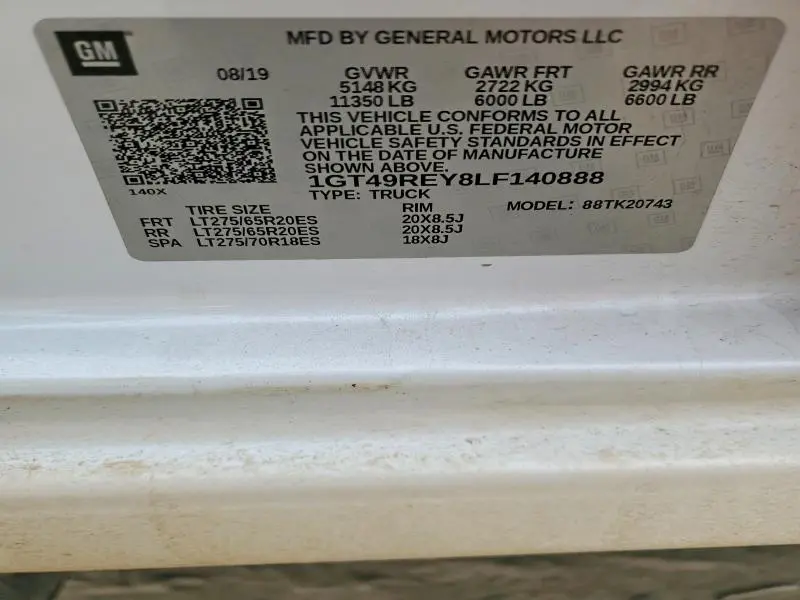 GM
MFD BY GENERAL MOTORS LLC
08/19 GVWR GAWR FRT GAWR RR
5148 KG 2722 KG 2994 KG
11350 LB 6000 LB 6600 LB
THIS VEHICLE CONFORMS TO ALL
APPLICABLE U.S. FEDERAL MOTOR
VEHICLE SAFETY STANDARDS IN EFFECT
ON THE DATE OF MANUFACTURE
SHOWN ABOVE.
1GT49REY8LF140888
140X
TYPE: TRUCK
TIRE SIZE RIM MODEL: 88TK20743
FRT LT275/65R20ES 20X8.5J
RR LT275/65R20ES 20X8.5J
SPA LT275/70R18ES 18X8J